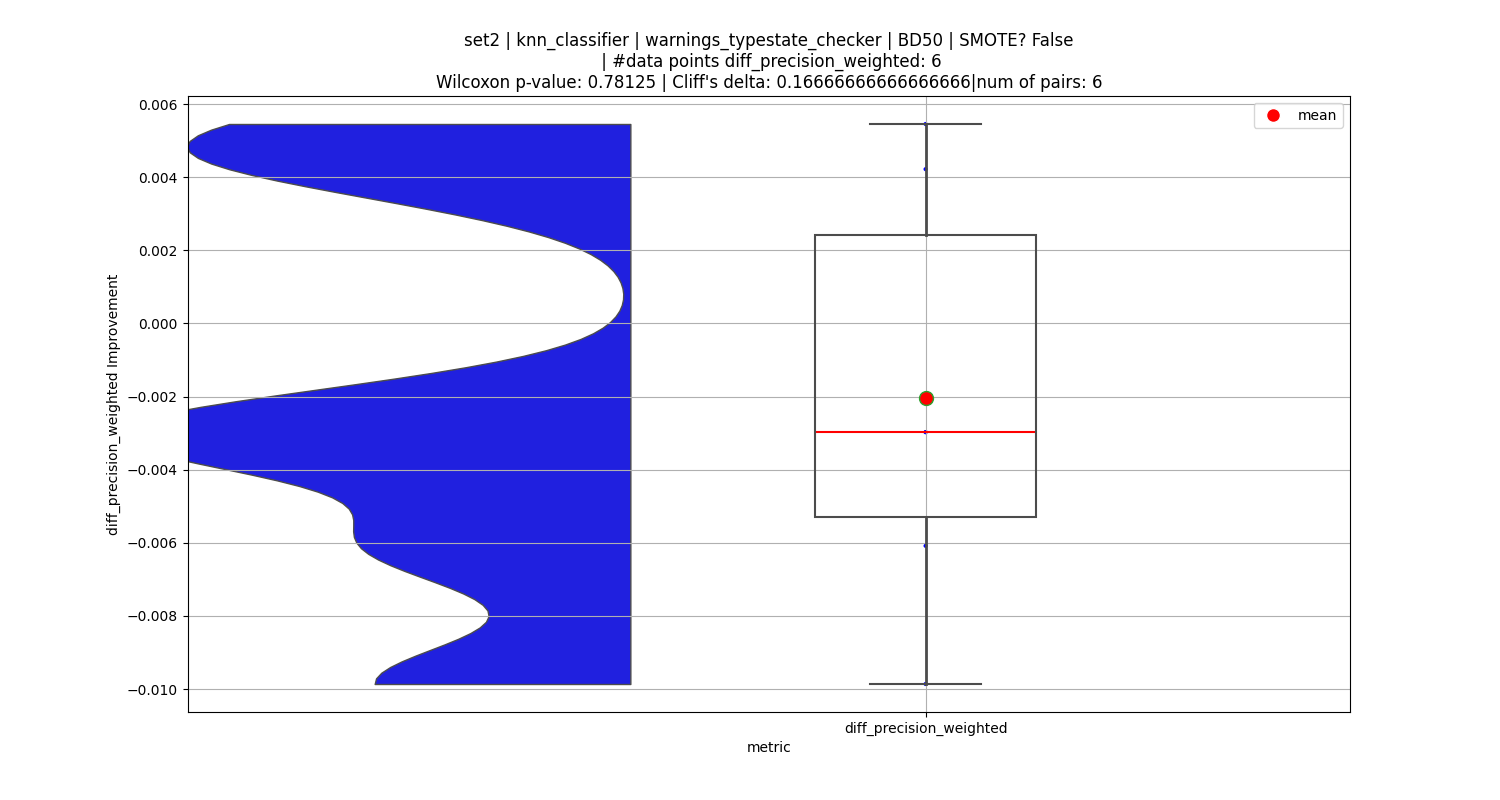 set2 | knn_classifier | warnings_typestate_checker | BD50 | SMOTE? False
| #data points diff_precision_weighted: 6
Wilcoxon p-value: 0.78125 | Cliff's delta: 0.16666666666666666|num of pairs: 6
mean
0.006
0.004
0.002
0.000
−0.002
−0.004
−0.006
−0.008
−0.010
diff_precision_weighted Improvement
diff_precision_weighted
metric